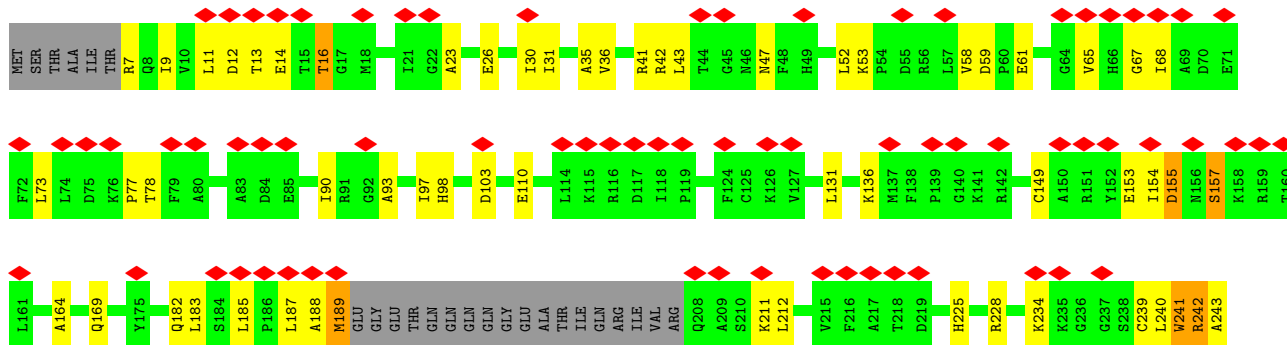 MET SER THR ALA ILE THR R7 Q8 I9 V10 L11 D12 T13 E14 T15 T16 G17 M18 I21 G22 A23 E26 I30 I31 A35 V36 R41 R42 L43 T44 G45 N46 N47 F48 H49 L52 K53 P54 D55 R56 L57 V58 D59 P60 E61 G64 V65 H66 G67 I68 A69 D70 E71
F72 L73 L74 D75 K76 P77 T78 F79 A80 A83 D84 E85 I90 R91 G92 A93 I97 H98 D103 E110 L114 K115 R116 D117 I118 P119 F124 C125 K126 V127 L131 K136 M137 F138 P139 G140 K141 R142 C149 A150 R151 Y152 E153 I154 D155 N156 S157 K158 R159 T160
L161 A164 Q169 Y175 Q182 L183 S184 L185 P186 L187 A188 M189 GLU GLY GLU THR GLN GLN GLN GLN GLY GLU ALA THR ILE GLN ARG ILE VAL ARG Q208 A209 S210 K211 L212 V215 F216 A217 T218 D219 H225 R228 K234 K235 G236 G237 S238 C239 L240 W241 R242 A243